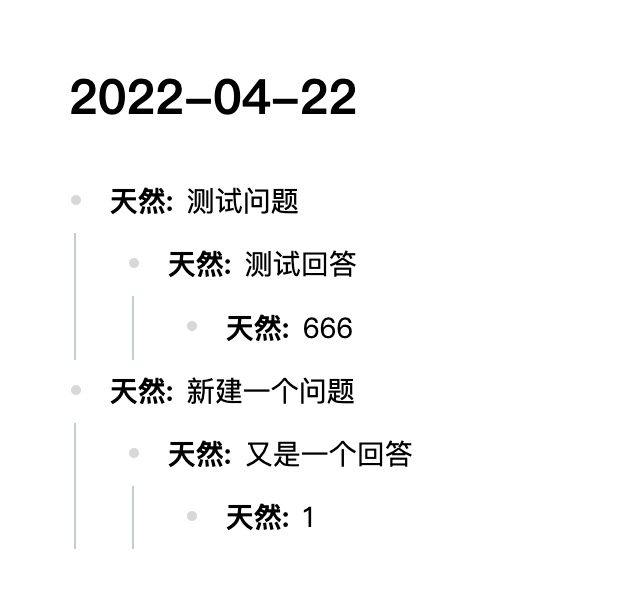 2022-04-22
天然: 测试问题
天然: 测试回答
天然: 666
天然: 新建一个问题
天然: 又是一个回答
天然: 1